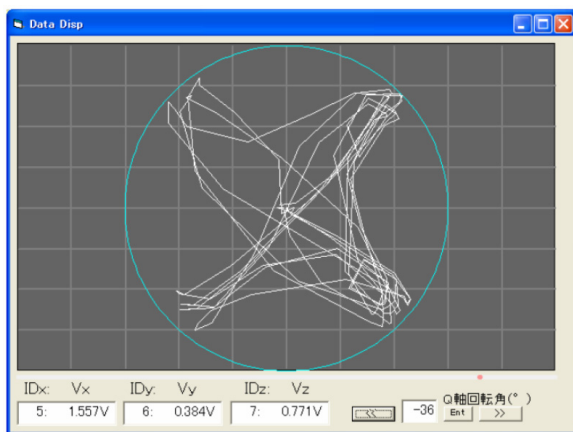 Data Disp
IDx: Vx IDy: Vy IDz: Vz
Q軸回転角(°)
5: 1.557V 6: 0.384V 7: 0.771V << -36 Ent >>